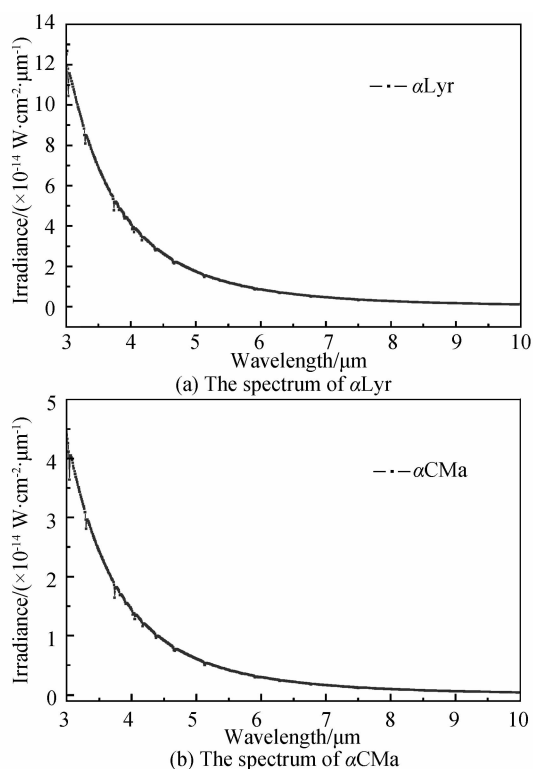 14
12
10
8
6
4
2
0
Irradiance/(×10⁻¹⁴ W·cm⁻²·μm⁻¹)
αLyr
3 4 5 6 7 8 9 10
Wavelength/μm
(a) The spectrum of αLyr
5
4
3
2
1
0
Irradiance/(×10⁻¹⁴ W·cm⁻²·μm⁻¹)
αCMa
3 4 5 6 7 8 9 10
Wavelength/μm
(b) The spectrum of αCMa